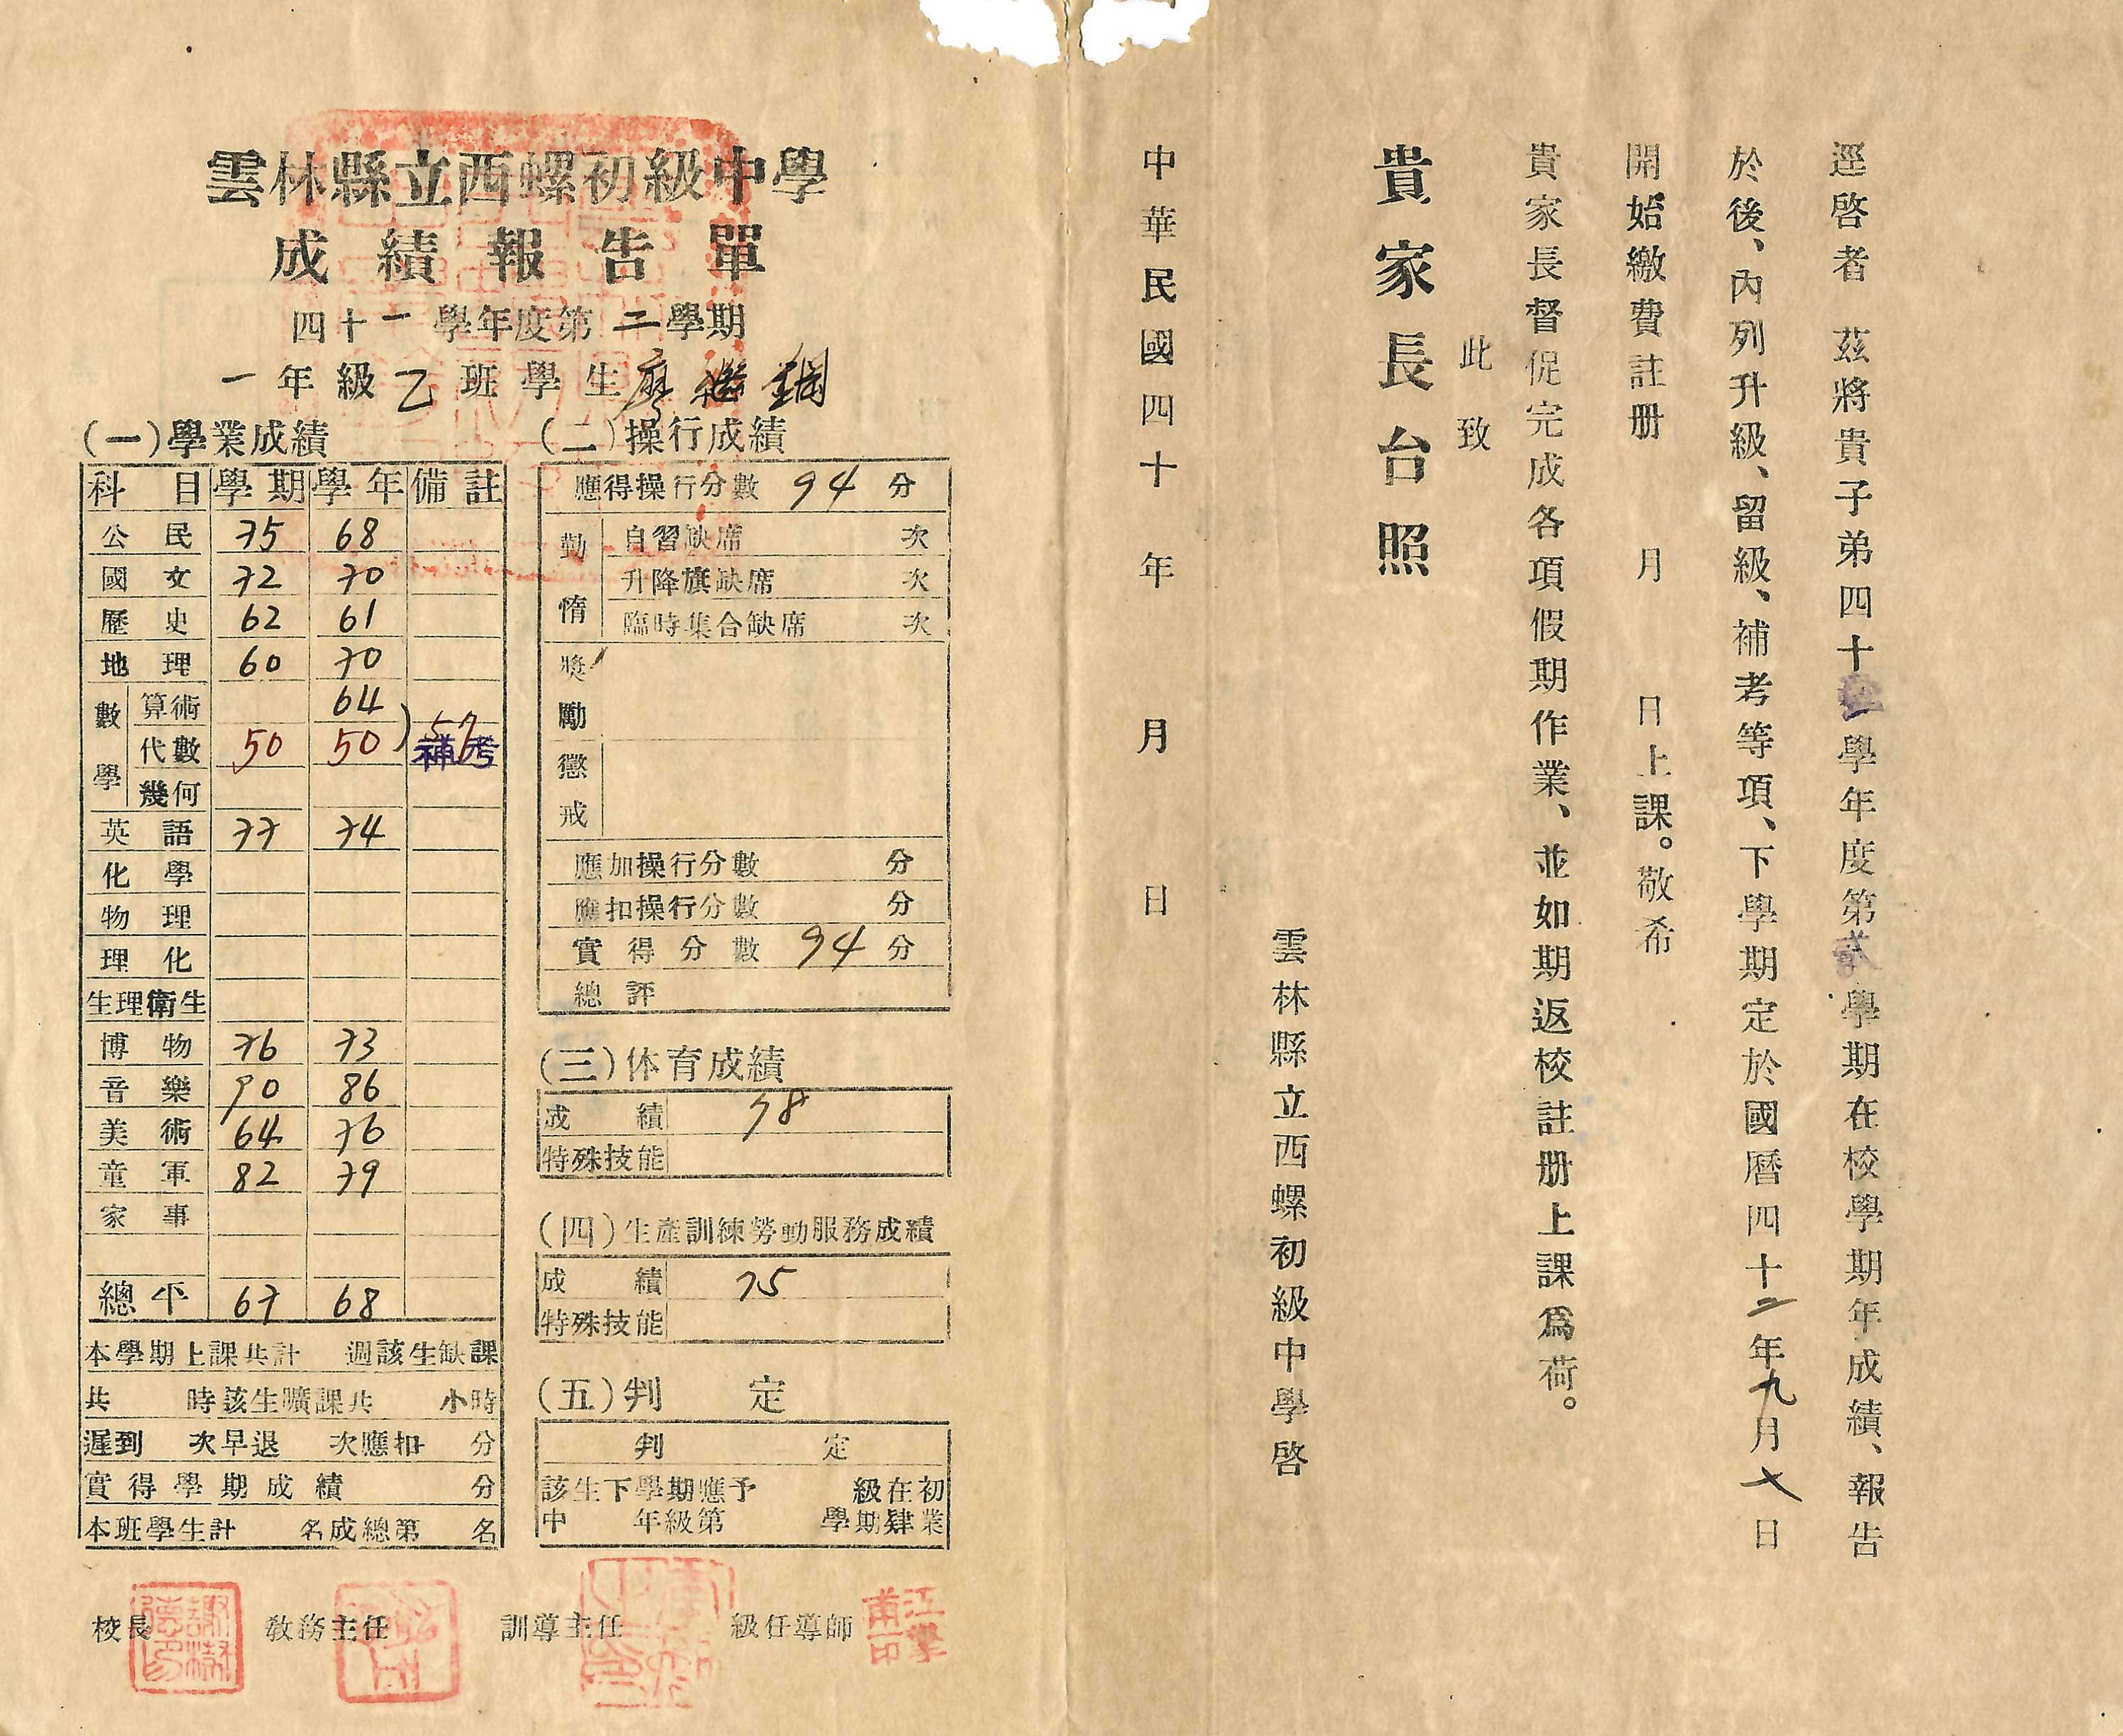 逕啓者 茲將貴子弟四十壹學年度第貳學期在校學期年成績、報告
於後、內列升級、留級、補考等項、下學期定於國曆四十二年九月七日
開始繳費註册 月 日上課。敬希
貴家長督促完成各項假期作業、並如期返校註册上課爲荷。
此致
貴家長台照
雲林縣立西螺初級中學啓
中華民國四十年 月 日
雲林縣立西螺初級中學
成績報告單
四十一學年度第二學期
一年級乙班學生廖繼鋼
(一)學業成績
科目 學期 學年 備註
公民 75 68
國文 72 70
歷史 62 61
地理 60 70
數學 算術 64
代數 50 50 57 補考
幾何
英語 77 74
化學
物理
理化
生理衛生
博物 76 73
音樂 90 86
美術 64 76
童軍 82 79
家事
總平 67 68
本學期上課共計 週該生缺課
共 時該生曠課共 小時
遲到 次早退 次應扣 分
實得學期成績 分
本班學生計 名成總第 名
(二)操行成績
應得操行分數 94 分
勤惰 自習缺席 次
升降旗缺席 次
臨時集合缺席 次
獎勵
懲戒
應加操行分數 分
應扣操行分數 分
實得分數 94 分
總評
(三)体育成績
成績 78
特殊技能
(四)生產訓練勞動服務成績
成績 75
特殊技能
(五)判定
判定
該生下學期應予 級在初
中 年級第 學期肄業
校長 教務主任 訓導主任 級任導師